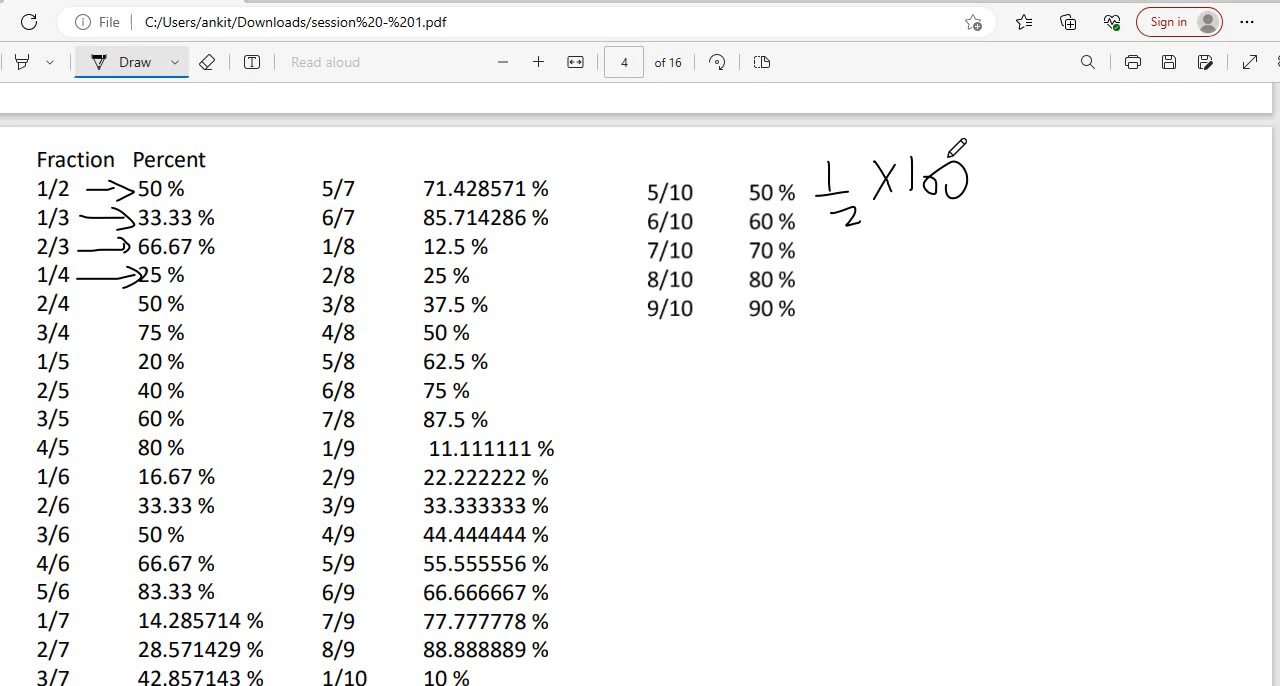 File C:/Users/ankit/Downloads/session%20-%201.pdf Sign in
Draw Read aloud 4 of 16
Fraction Percent
1/2 50 % 5/7 71.428571 % 5/10 50 % 1/2 X 100
1/3 33.33 % 6/7 85.714286 % 6/10 60 %
2/3 66.67 % 1/8 12.5 % 7/10 70 %
1/4 25 % 2/8 25 % 8/10 80 %
2/4 50 % 3/8 37.5 % 9/10 90 %
3/4 75 % 4/8 50 %
1/5 20 % 5/8 62.5 %
2/5 40 % 6/8 75 %
3/5 60 % 7/8 87.5 %
4/5 80 % 1/9 11.111111 %
1/6 16.67 % 2/9 22.222222 %
2/6 33.33 % 3/9 33.333333 %
3/6 50 % 4/9 44.444444 %
4/6 66.67 % 5/9 55.555556 %
5/6 83.33 % 6/9 66.666667 %
1/7 14.285714 % 7/9 77.777778 %
2/7 28.571429 % 8/9 88.888889 %
3/7 42.857143 % 1/10 10 %